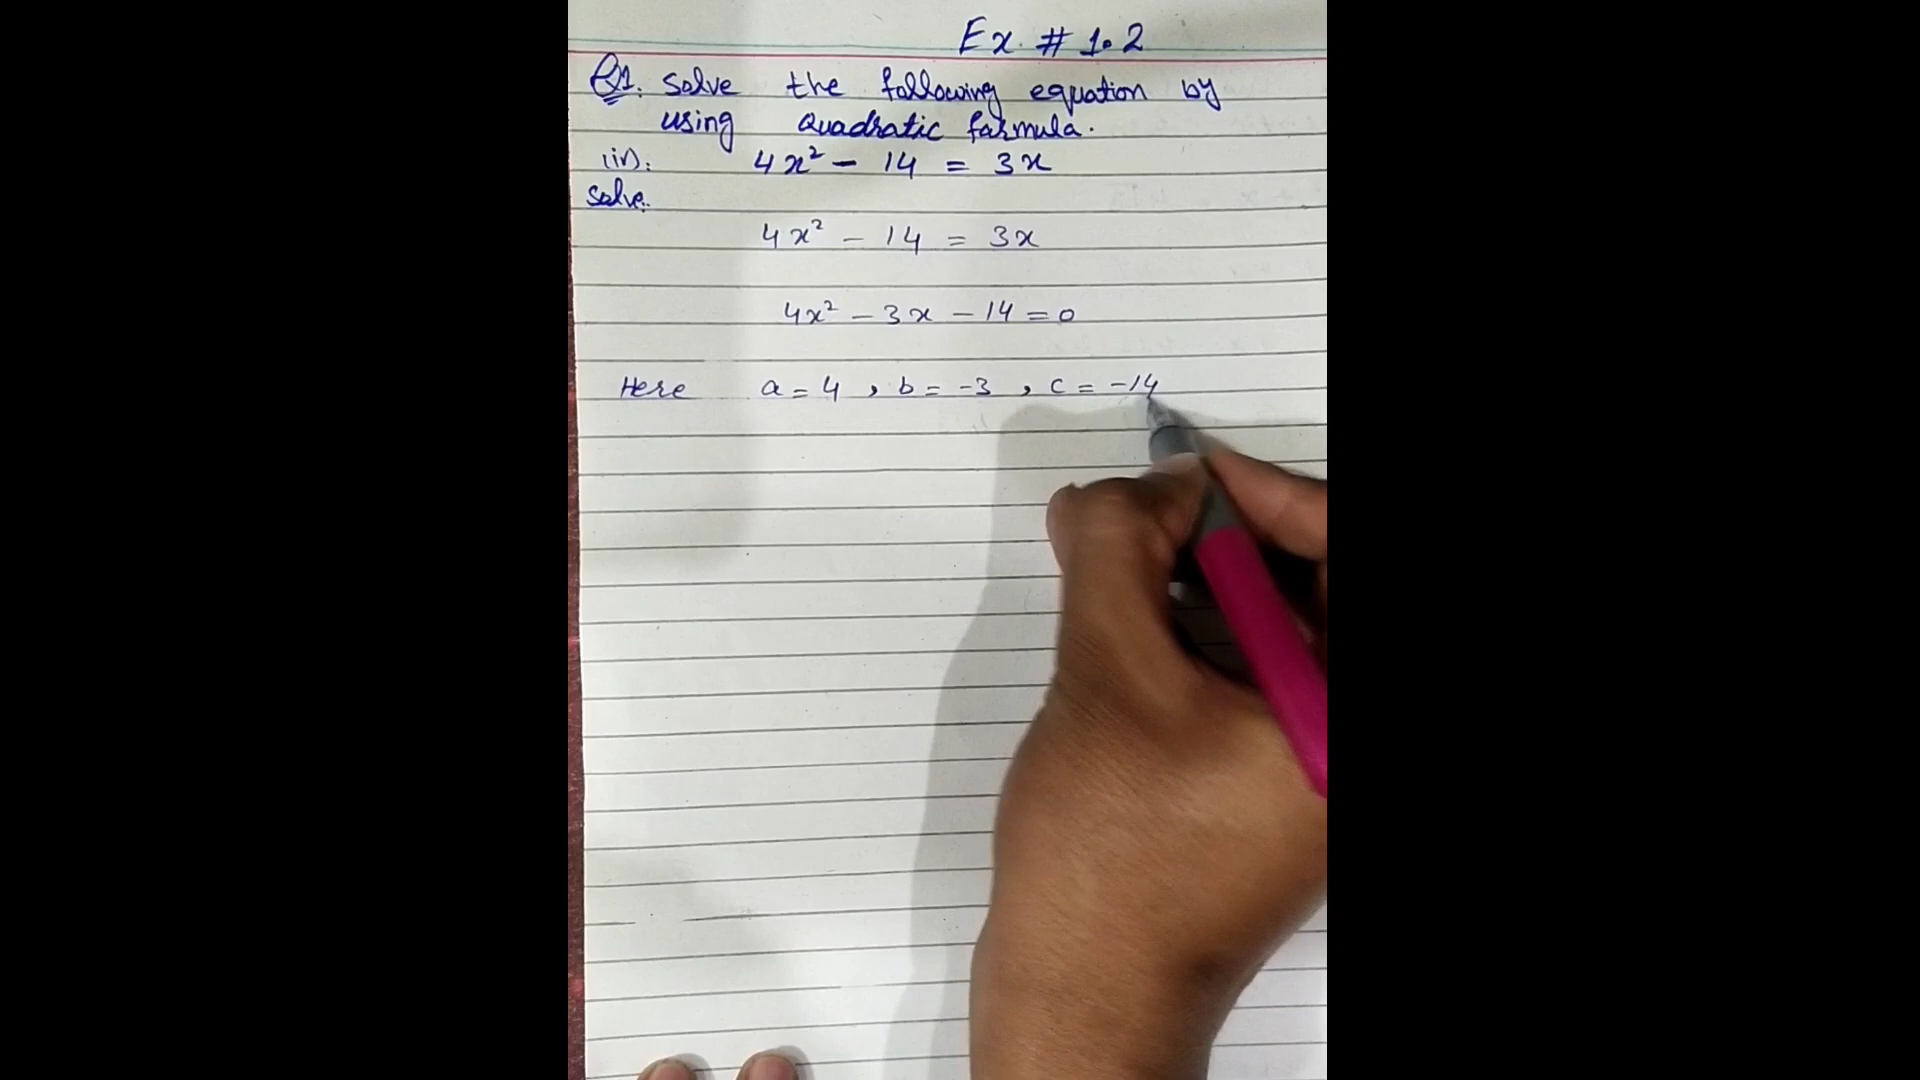 Ex. # 1.2
Q1. Solve the following equation by
using Quadratic formula.
(iv). 4x² - 14 = 3x
Solve.
4x² - 14 = 3x
4x² - 3x - 14 = 0
Here a = 4 , b = -3 , c = -14